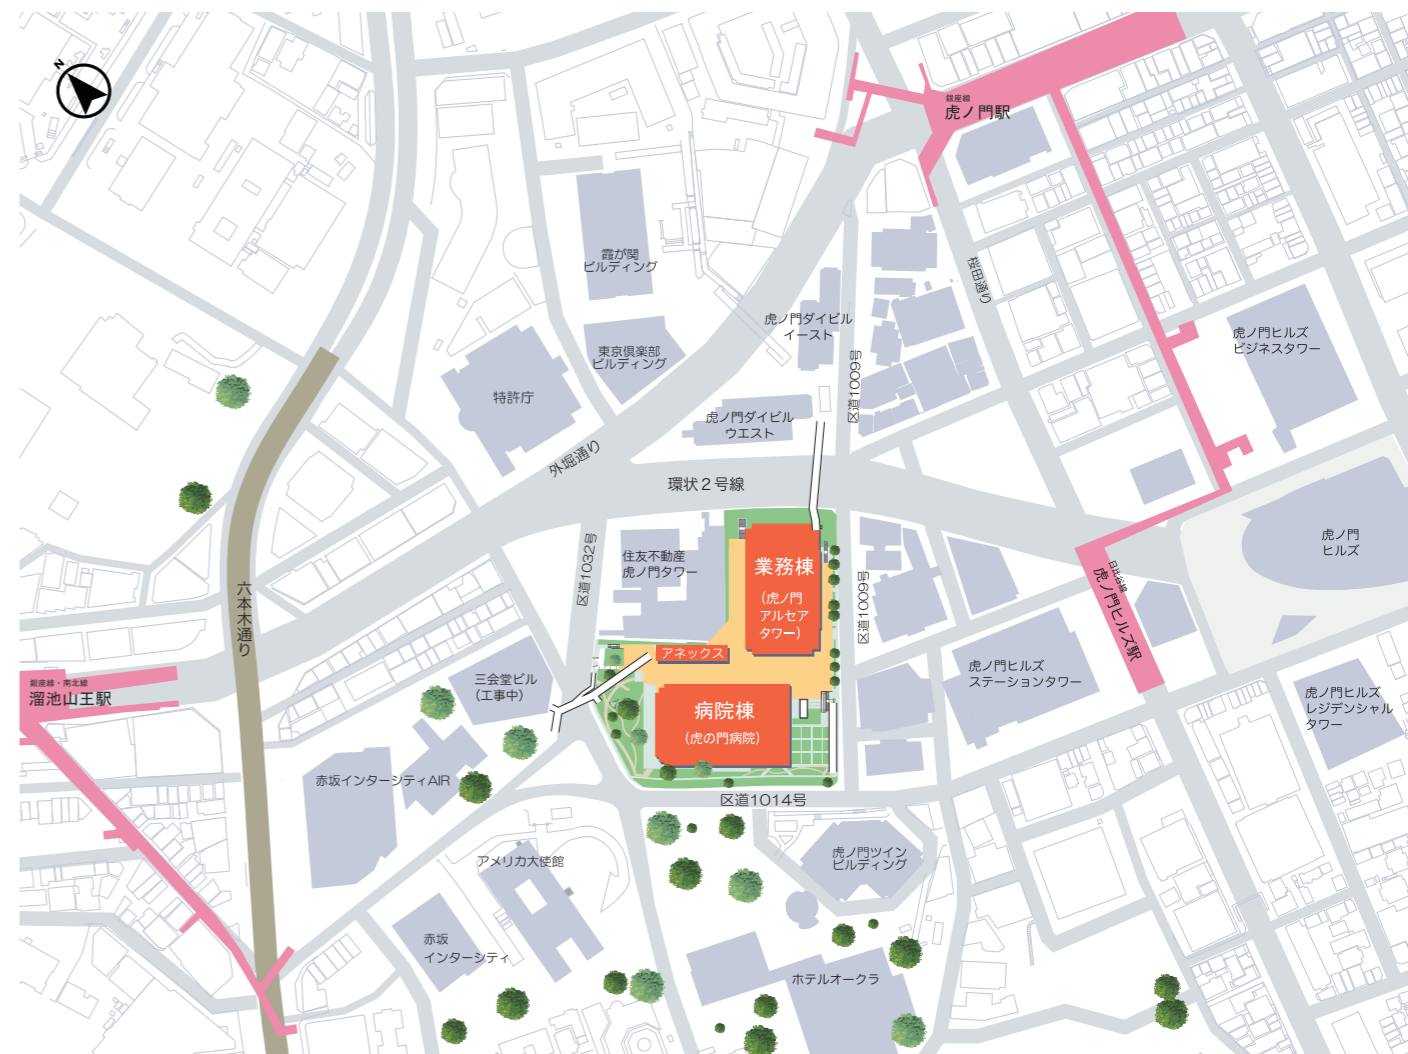 N
銀座線
虎ノ門駅
霞が関
ビルディング
桜田通り
虎ノ門ダイビル
イースト
虎ノ門ヒルズ
ビジネスタワー
東京倶楽部
ビルディング
区道1009号
特許庁
虎ノ門ダイビル
ウエスト
外堀通り
環状２号線
虎ノ門
ヒルズ
住友不動産
虎ノ門タワー
区道1032号
業務棟
（虎ノ門
アルセア
タワー）
区道1009号
日比谷線
虎ノ門ヒルズ駅
六本木通り
アネックス
虎ノ門ヒルズ
ステーションタワー
銀座線・南北線
溜池山王駅
三会堂ビル
（工事中）
病院棟
（虎の門病院）
虎ノ門ヒルズ
レジデンシャル
タワー
赤坂インターシティAIR
区道1014号
アメリカ大使館
虎ノ門ツイン
ビルディング
赤坂
インターシティ
ホテルオークラ